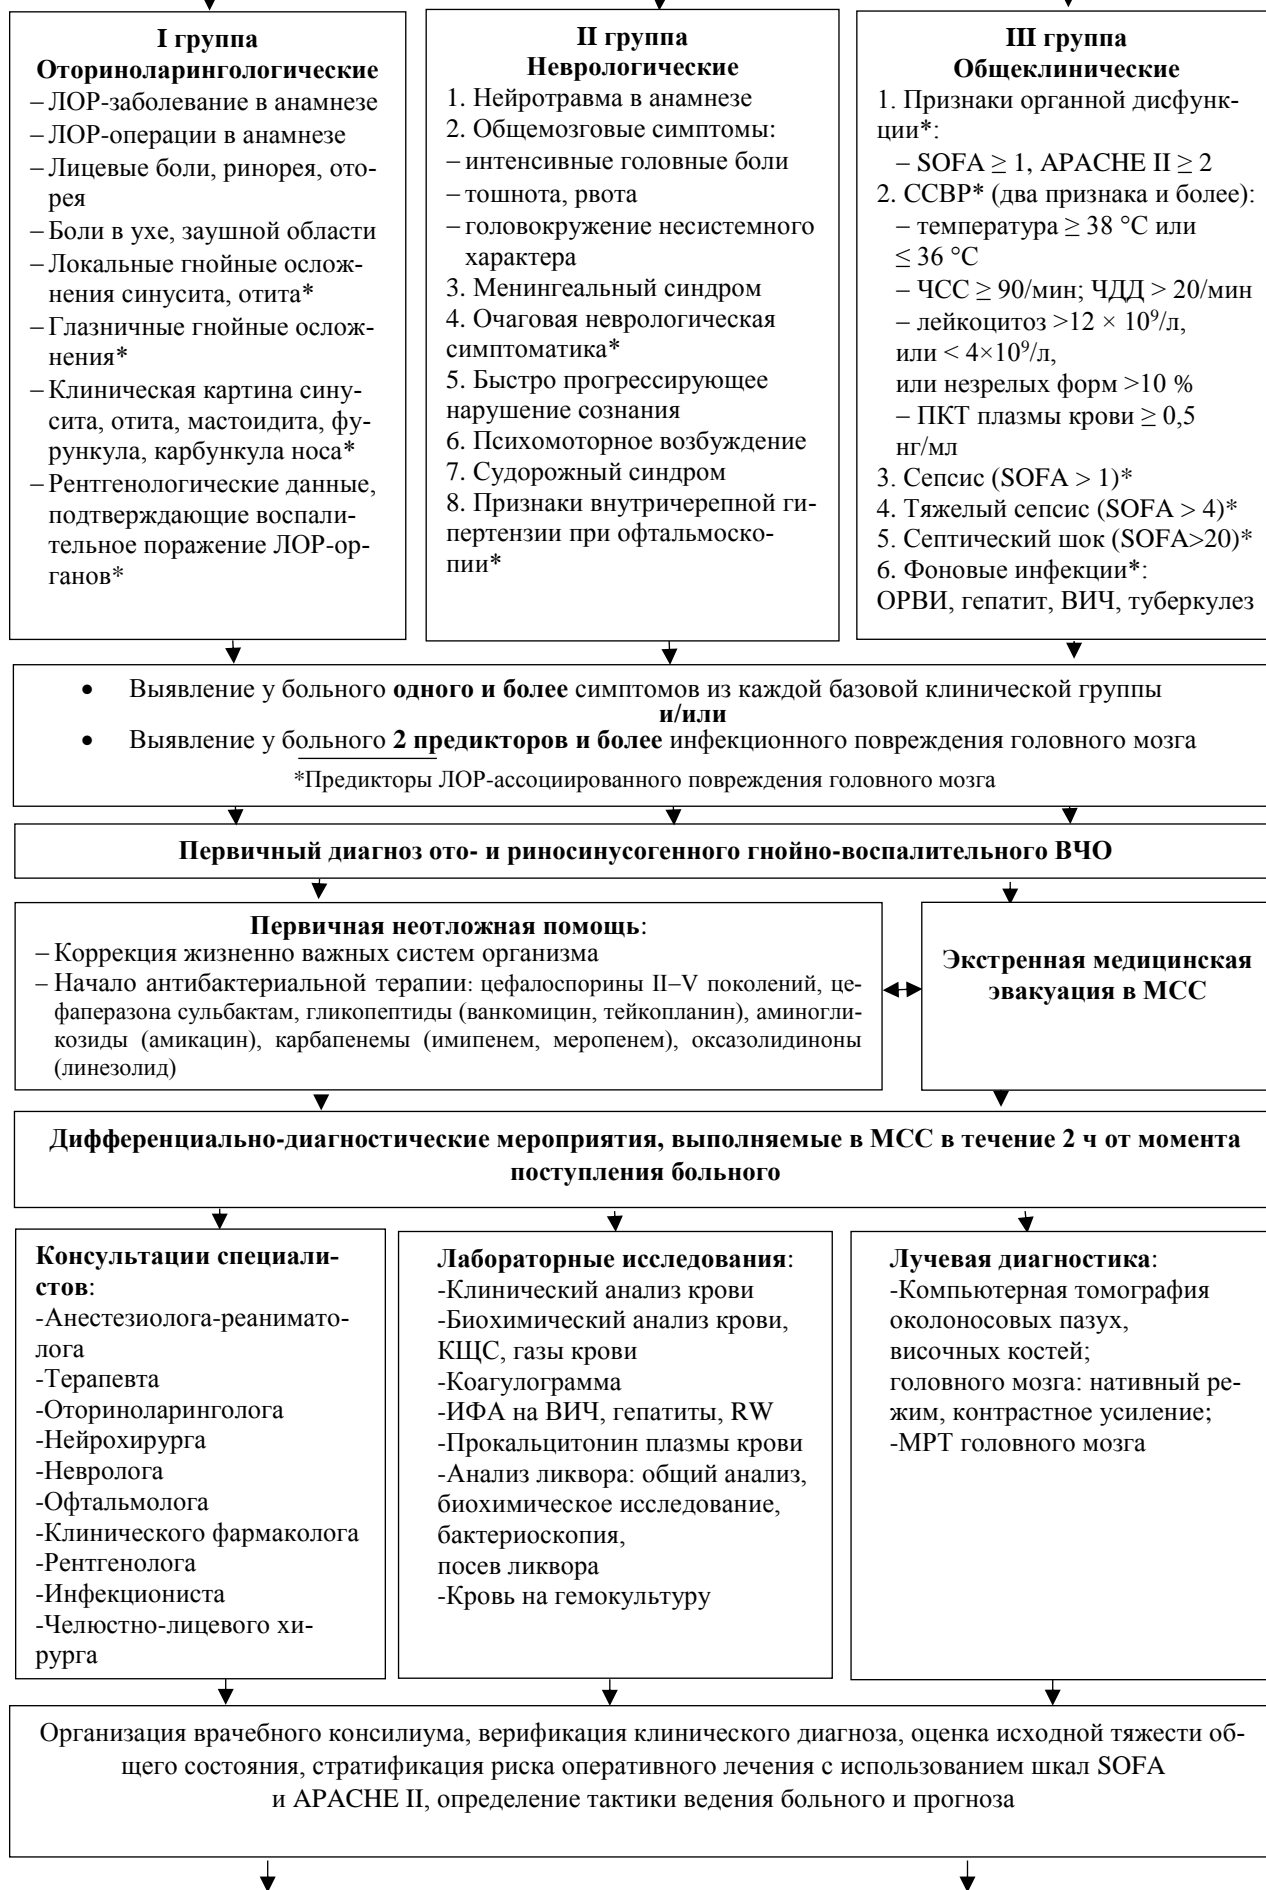 I группа
Оториноларингологические
– ЛОР-заболевание в анамнезе
– ЛОР-операции в анамнезе
– Лицевые боли, ринорея, ото-
рея
– Боли в ухе, заушной области
– Локальные гнойные ослож-
нения синусита, отита*
– Глазничные гнойные ослож-
нения*
– Клиническая картина сину-
сита, отита, мастоидита, фу-
рункула, карбункула носа*
– Рентгенологические данные,
подтверждающие воспали-
тельное поражение ЛОР-ор-
ганов*
II группа
Неврологические
1. Нейротравма в анамнезе
2. Общемозговые симптомы:
– интенсивные головные боли
– тошнота, рвота
– головокружение несистемного
характера
3. Менингеальный синдром
4. Очаговая неврологическая
симптоматика*
5. Быстро прогрессирующее
нарушение сознания
6. Психомоторное возбуждение
7. Судорожный синдром
8. Признаки внутричерепной ги-
пертензии при офтальмоско-
пии*
III группа
Общеклинические
1. Признаки органной дисфунк-
ции*:
– SOFA ≥ 1, APACHE II ≥ 2
2. ССВР* (два признака и более):
– температура ≥ 38 °С или
≤ 36 °С
– ЧСС ≥ 90/мин; ЧДД > 20/мин
– лейкоцитоз >12 × 10⁹/л,
или < 4×10⁹/л,
или незрелых форм >10 %
– ПКТ плазмы крови ≥ 0,5
нг/мл
3. Сепсис (SOFA > 1)*
4. Тяжелый сепсис (SOFA > 4)*
5. Септический шок (SOFA>20)*
6. Фоновые инфекции*:
ОРВИ, гепатит, ВИЧ, туберкулез
• Выявление у больного одного и более симптомов из каждой базовой клинической группы
и/или
• Выявление у больного 2 предикторов и более инфекционного повреждения головного мозга
*Предикторы ЛОР-ассоциированного повреждения головного мозга
Первичный диагноз ото- и риносинусогенного гнойно-воспалительного ВЧО
Первичная неотложная помощь:
– Коррекция жизненно важных систем организма
– Начало антибактериальной терапии: цефалоспорины II–V поколений, це-
фаперазона сульбактам, гликопептиды (ванкомицин, тейкопланин), аминогли-
козиды (амикацин), карбапенемы (имипенем, меропенем), оксазолидиноны
(линезолид)
Экстренная медицинская
эвакуация в МСС
Дифференциально-диагностические мероприятия, выполняемые в МСС в течение 2 ч от момента
поступления больного
Консультации специали-
стов:
-Анестезиолога-реанимато-
лога
-Терапевта
-Оториноларинголога
-Нейрохирурга
-Невролога
-Офтальмолога
-Клинического фармаколога
-Рентгенолога
-Инфекциониста
-Челюстно-лицевого хи-
рурга
Лабораторные исследования:
-Клинический анализ крови
-Биохимический анализ крови,
КЩС, газы крови
-Коагулограмма
-ИФА на ВИЧ, гепатиты, RW
-Прокальцитонин плазмы крови
-Анализ ликвора: общий анализ,
биохимическое исследование,
бактериоскопия,
посев ликвора
-Кровь на гемокультуру
Лучевая диагностика:
-Компьютерная томография
околоносовых пазух,
височных костей;
головного мозга: нативный ре-
жим, контрастное усиление;
-МРТ головного мозга
Организация врачебного консилиума, верификация клинического диагноза, оценка исходной тяжести об-
щего состояния, стратификация риска оперативного лечения с использованием шкал SOFA
и APACHE II, определение тактики ведения больного и прогноза